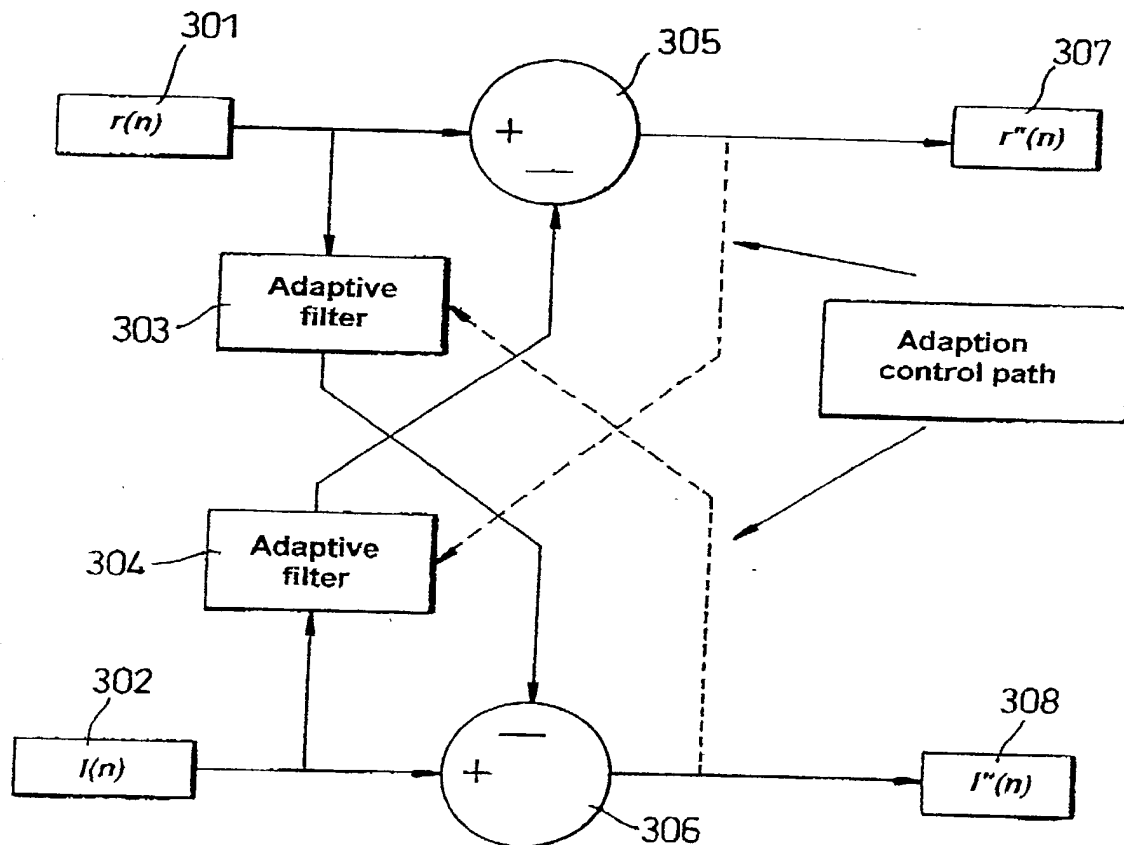 301
r(n)
305
+
—
307
r"(n)
Adaptive
filter
303
Adaption
control path
Adaptive
filter
304
302
l(n)
—
+
306
308
l"(n)